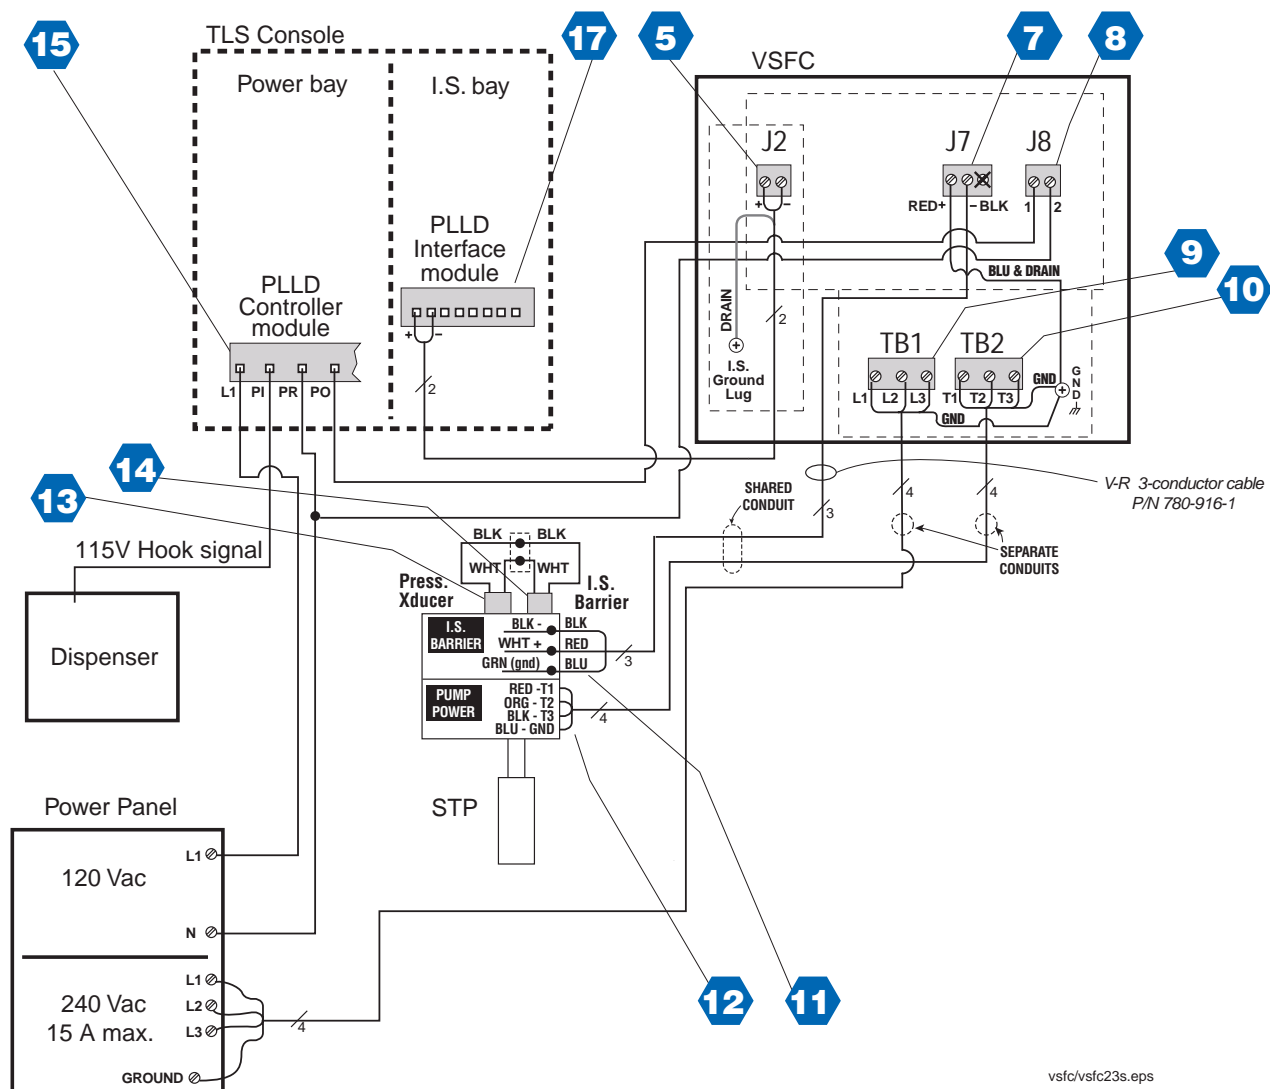 15
TLS Console
17
5
7
8
VSFC
Power bay
I.S. bay
J2
J7
J8
+ −
RED+
− BLK
1 2
PLLD
Interface
module
9
BLU & DRAIN
10
PLLD
Controller
module
DRAIN
2
TB1
TB2
+ −
I.S.
Ground
Lug
L1 PI PR PO
2
L1 L2 L3
T1 T2 T3
GND
GND
GND
14
13
SHARED
CONDUIT
3
4
4
V-R 3-conductor cable
P/N 780-916-1
115V Hook signal
BLK BLK
WHT WHT
SEPARATE
CONDUITS
Press.
Xducer
I.S.
Barrier
Dispenser
I.S.
BARRIER
BLK - BLK
WHT + RED
GRN (gnd) BLU
3
PUMP
POWER
RED -T1
ORG - T2
BLK - T3
BLU - GND
4
STP
Power Panel
L1
120 Vac
N
L1
240 Vac
15 A max.
L2
L3
4
GROUND
12
11
vsfc/vsfc23s.eps